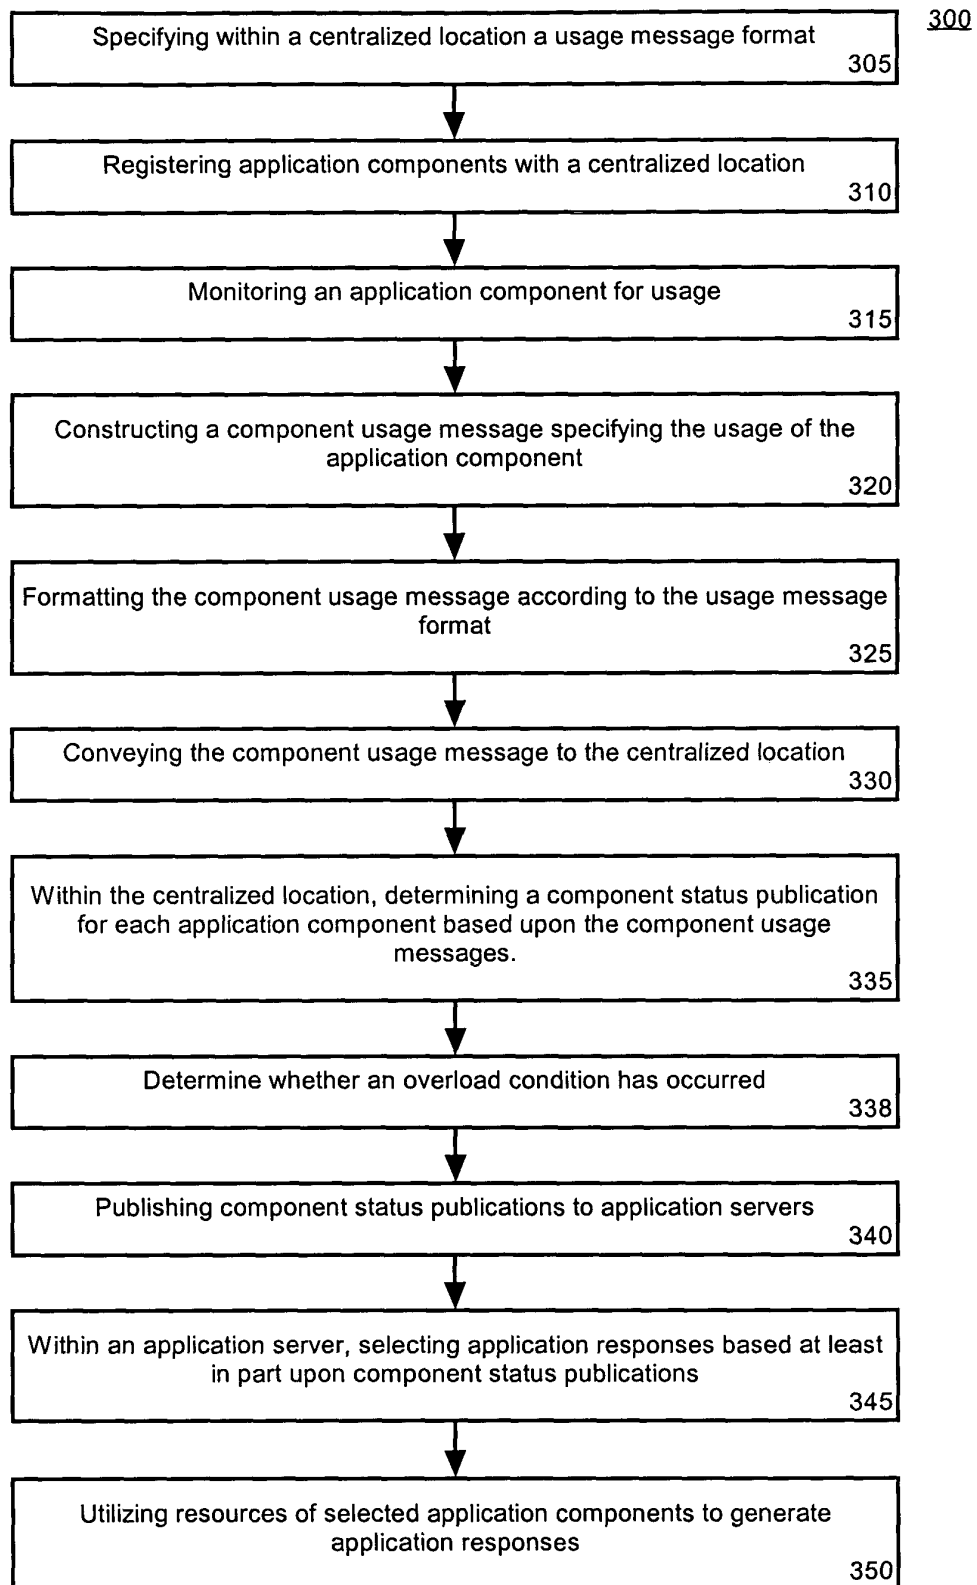 300
Specifying within a centralized location a usage message format
305
Registering application components with a centralized location
310
Monitoring an application component for usage
315
Constructing a component usage message specifying the usage of the
application component
320
Formatting the component usage message according to the usage message
format
325
Conveying the component usage message to the centralized location
330
Within the centralized location, determining a component status publication
for each application component based upon the component usage
messages.
335
Determine whether an overload condition has occurred
338
Publishing component status publications to application servers
340
Within an application server, selecting application responses based at least
in part upon component status publications
345
Utilizing resources of selected application components to generate
application responses
350